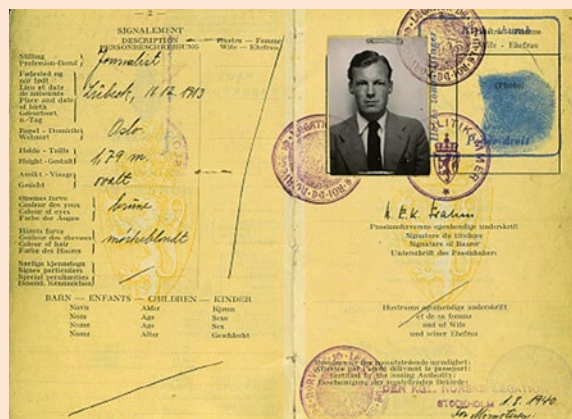 — 2 —
SIGNALEMENT
DESCRIPTION
PERSONBESCHREIBUNG
Hustru - Femme
Wife - Ehefrau
Stilling
Profession-Beruf
Journalist
Fødested og
når født
Lieu et date
de naissance
Place and date
of birth
Geburtsort
u.-Tag
Lübeck, 18.12.1913
Bopel - Domicile
Wohnort
Oslo
Høide - Taille
Height - Gestalt
1,79 m.
Ansikt - Visage
Gesicht
ovalt
Øinenes farve
Couleur des yeux
Colour of eyes
Farbe der Augen
brune
Hårets farve
Couleur des cheveux
Colour of hair
Farbe des Haares
mørkeblondt
Særlige kjennetegn
Signes particuliers
Special peculiarities
Besond. Kennzeichen
BARN — ENFANTS — CHILDREN — KINDER
Navn Alder Kjønn
Nom Age Sexe
Name Age Sex
Name Alter Geschlecht
Wife - Ehefrau
(Photo)
Passinnehaverens egenhendige underskrift
Signature du titulaire
Signature of Bearer
Unterschrift des Passinhabers
Hustruens egenhendige underskrift
et de sa femme
and of Wife
und seiner Ehefrau
DEN KGL. NORSKE LEGATION
STOCKHOLM 1.8.1940